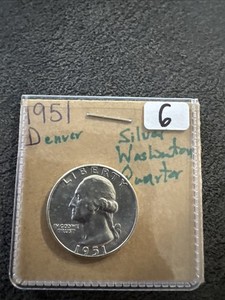 1951
Denver
6
Silver
Washington
Quarter
LIBERTY
IN GOD WE
TRUST
1951